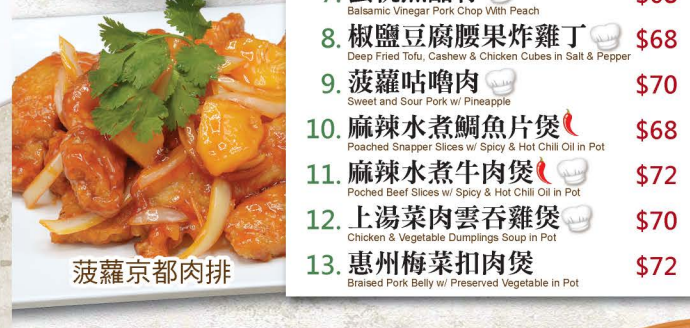 Balsamic Vinegar Pork Chop With Peach
8. 椒鹽豆腐腰果炸雞丁 $68
Deep Fried Tofu, Cashew & Chicken Cubes in Salt & Pepper
9. 菠蘿咕嚕肉 $70
Sweet and Sour Pork w/ Pineapple
10. 麻辣水煮鯛魚片煲 $68
Poached Snapper Slices w/ Spicy & Hot Chili Oil in Pot
11. 麻辣水煮牛肉煲 $72
Poched Beef Slices w/ Spicy & Hot Chili Oil in Pot
12. 上湯菜肉雲吞雞煲 $70
Chicken & Vegetable Dumplings Soup in Pot
13. 惠州梅菜扣肉煲 $72
Braised Pork Belly w/ Preserved Vegetable in Pot
菠蘿京都肉排